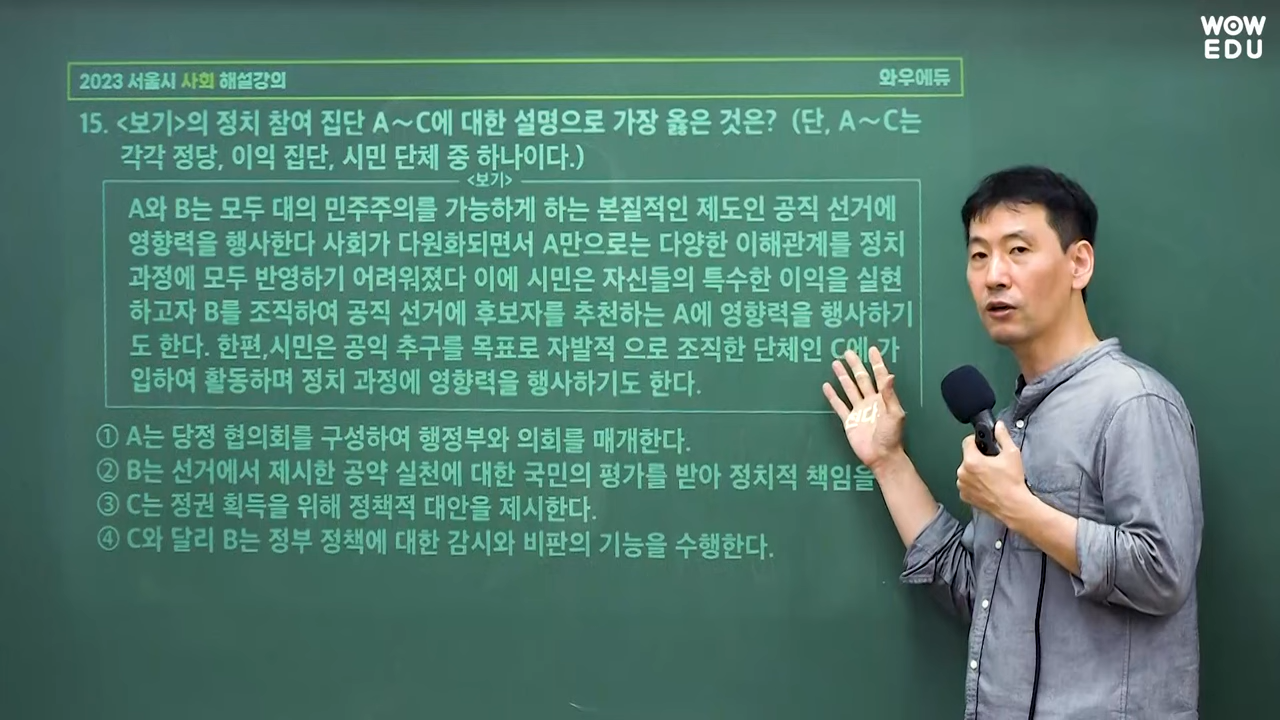 WOW
EDU
2023 서울시 사회 해설강의
와우에듀
15. <보기>의 정치 참여 집단 A~C에 대한 설명으로 가장 옳은 것은? (단, A~C는
각각 정당, 이익 집단, 시민 단체 중 하나이다.)
<보기>
A와 B는 모두 대의 민주주의를 가능하게 하는 본질적인 제도인 공직 선거에
영향력을 행사한다 사회가 다원화되면서 A만으로는 다양한 이해관계를 정치
과정에 모두 반영하기 어려워졌다 이에 시민은 자신들의 특수한 이익을 실현
하고자 B를 조직하여 공직 선거에 후보자를 추천하는 A에 영향력을 행사하기
도 한다. 한편,시민은 공익 추구를 목표로 자발적 으로 조직한 단체인 C에 가
입하여 활동하며 정치 과정에 영향력을 행사하기도 한다.
① A는 당정 협의회를 구성하여 행정부와 의회를 매개한다.
② B는 선거에서 제시한 공약 실천에 대한 국민의 평가를 받아 정치적 책임을
③ C는 정권 획득을 위해 정책적 대안을 제시한다.
④ C와 달리 B는 정부 정책에 대한 감시와 비판의 기능을 수행한다.